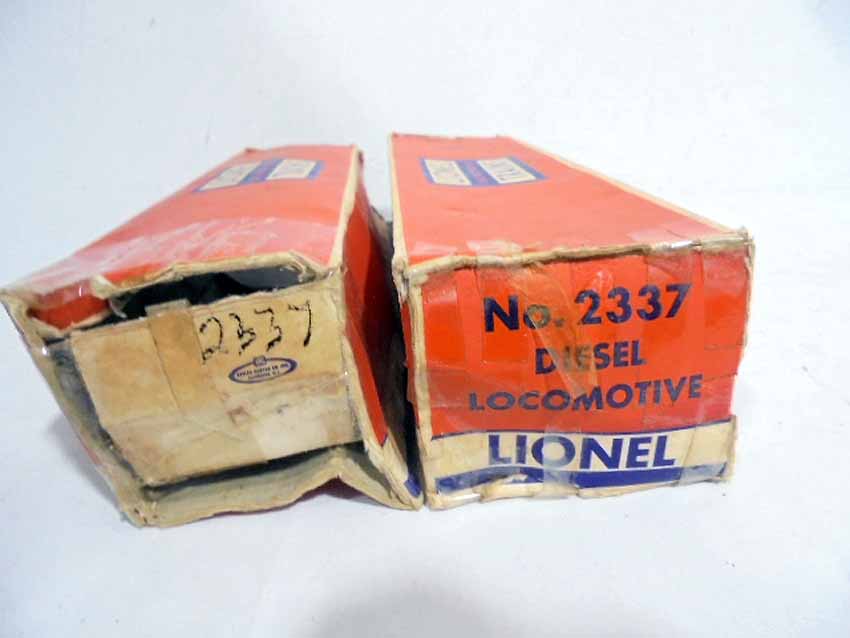 2337
No. 2337
DIESEL
LOCOMOTIVE
LIONEL